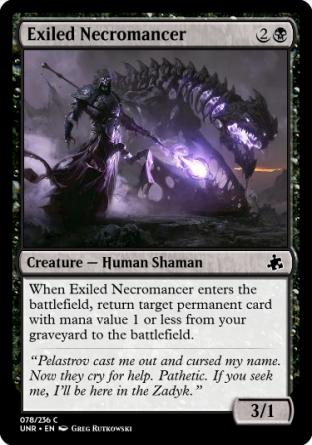 Exiled Necromancer 2
Creature — Human Shaman
When Exiled Necromancer enters the
battlefield, return target permanent card
with mana value 1 or less from your
graveyard to the battlefield.
“Pelastrov cast me out and cursed my name.
Now they cry for help. Pathetic. If you seek
me, I’ll be here in the Zadyk.”
3/1
078/236 C
UNR • EN Greg Rutkowski